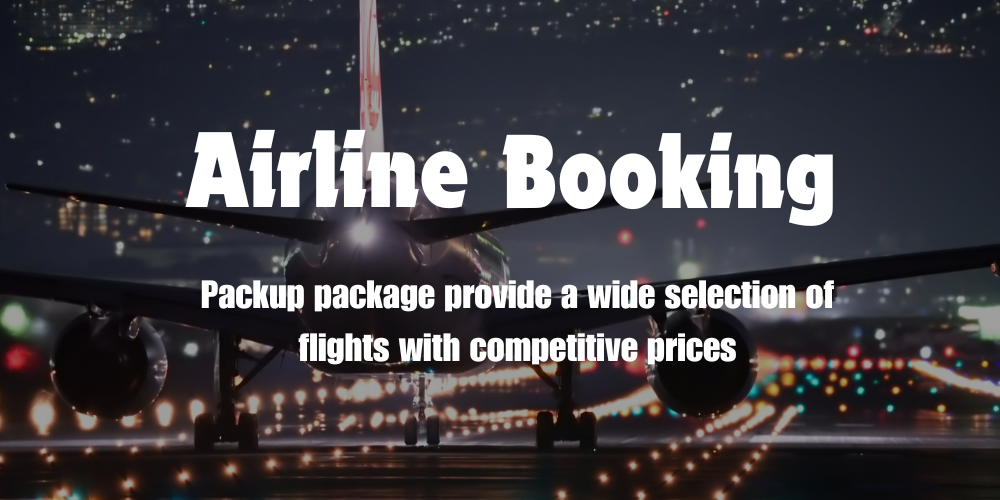 Airline Booking
Packup package provide a wide selection of
flights with competitive prices